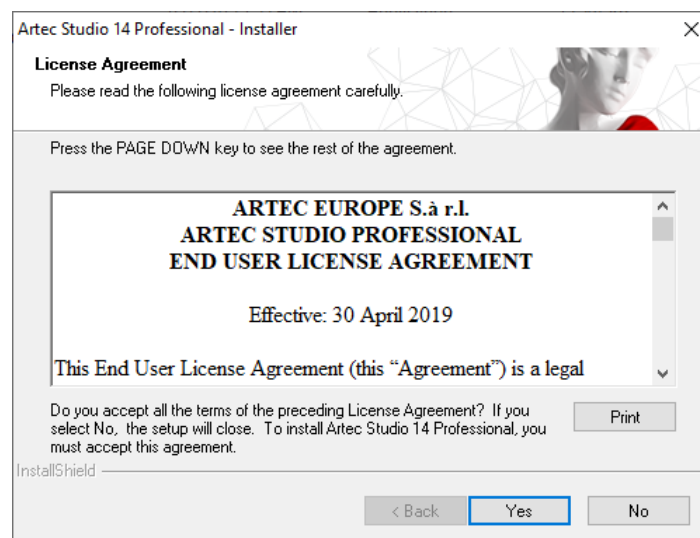 Artec Studio 14 Professional - Installer
License Agreement
Please read the following license agreement carefully.
Press the PAGE DOWN key to see the rest of the agreement.
ARTEC EUROPE S.à r.l.
ARTEC STUDIO PROFESSIONAL
END USER LICENSE AGREEMENT
Effective: 30 April 2019
This End User License Agreement (this “Agreement”) is a legal
Do you accept all the terms of the preceding License Agreement? If you
select No, the setup will close. To install Artec Studio 14 Professional, you
must accept this agreement.
Print
InstallShield
< Back
Yes
No